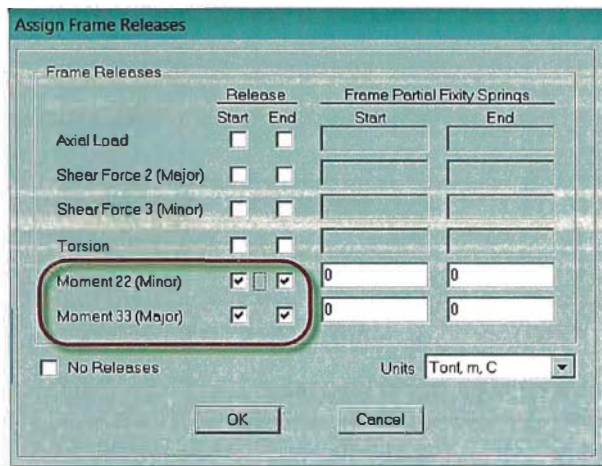 Assign Frame Releases
Frame Releases
Release Frame Partial Fixity Springs
Start End Start End
Axial Load
Shear Force 2 (Major)
Shear Force 3 (Minor)
Torsion
Moment 22 (Minor) 0 0
Moment 33 (Major) 0 0
No Releases Units Tonf, m, C
OK Cancel